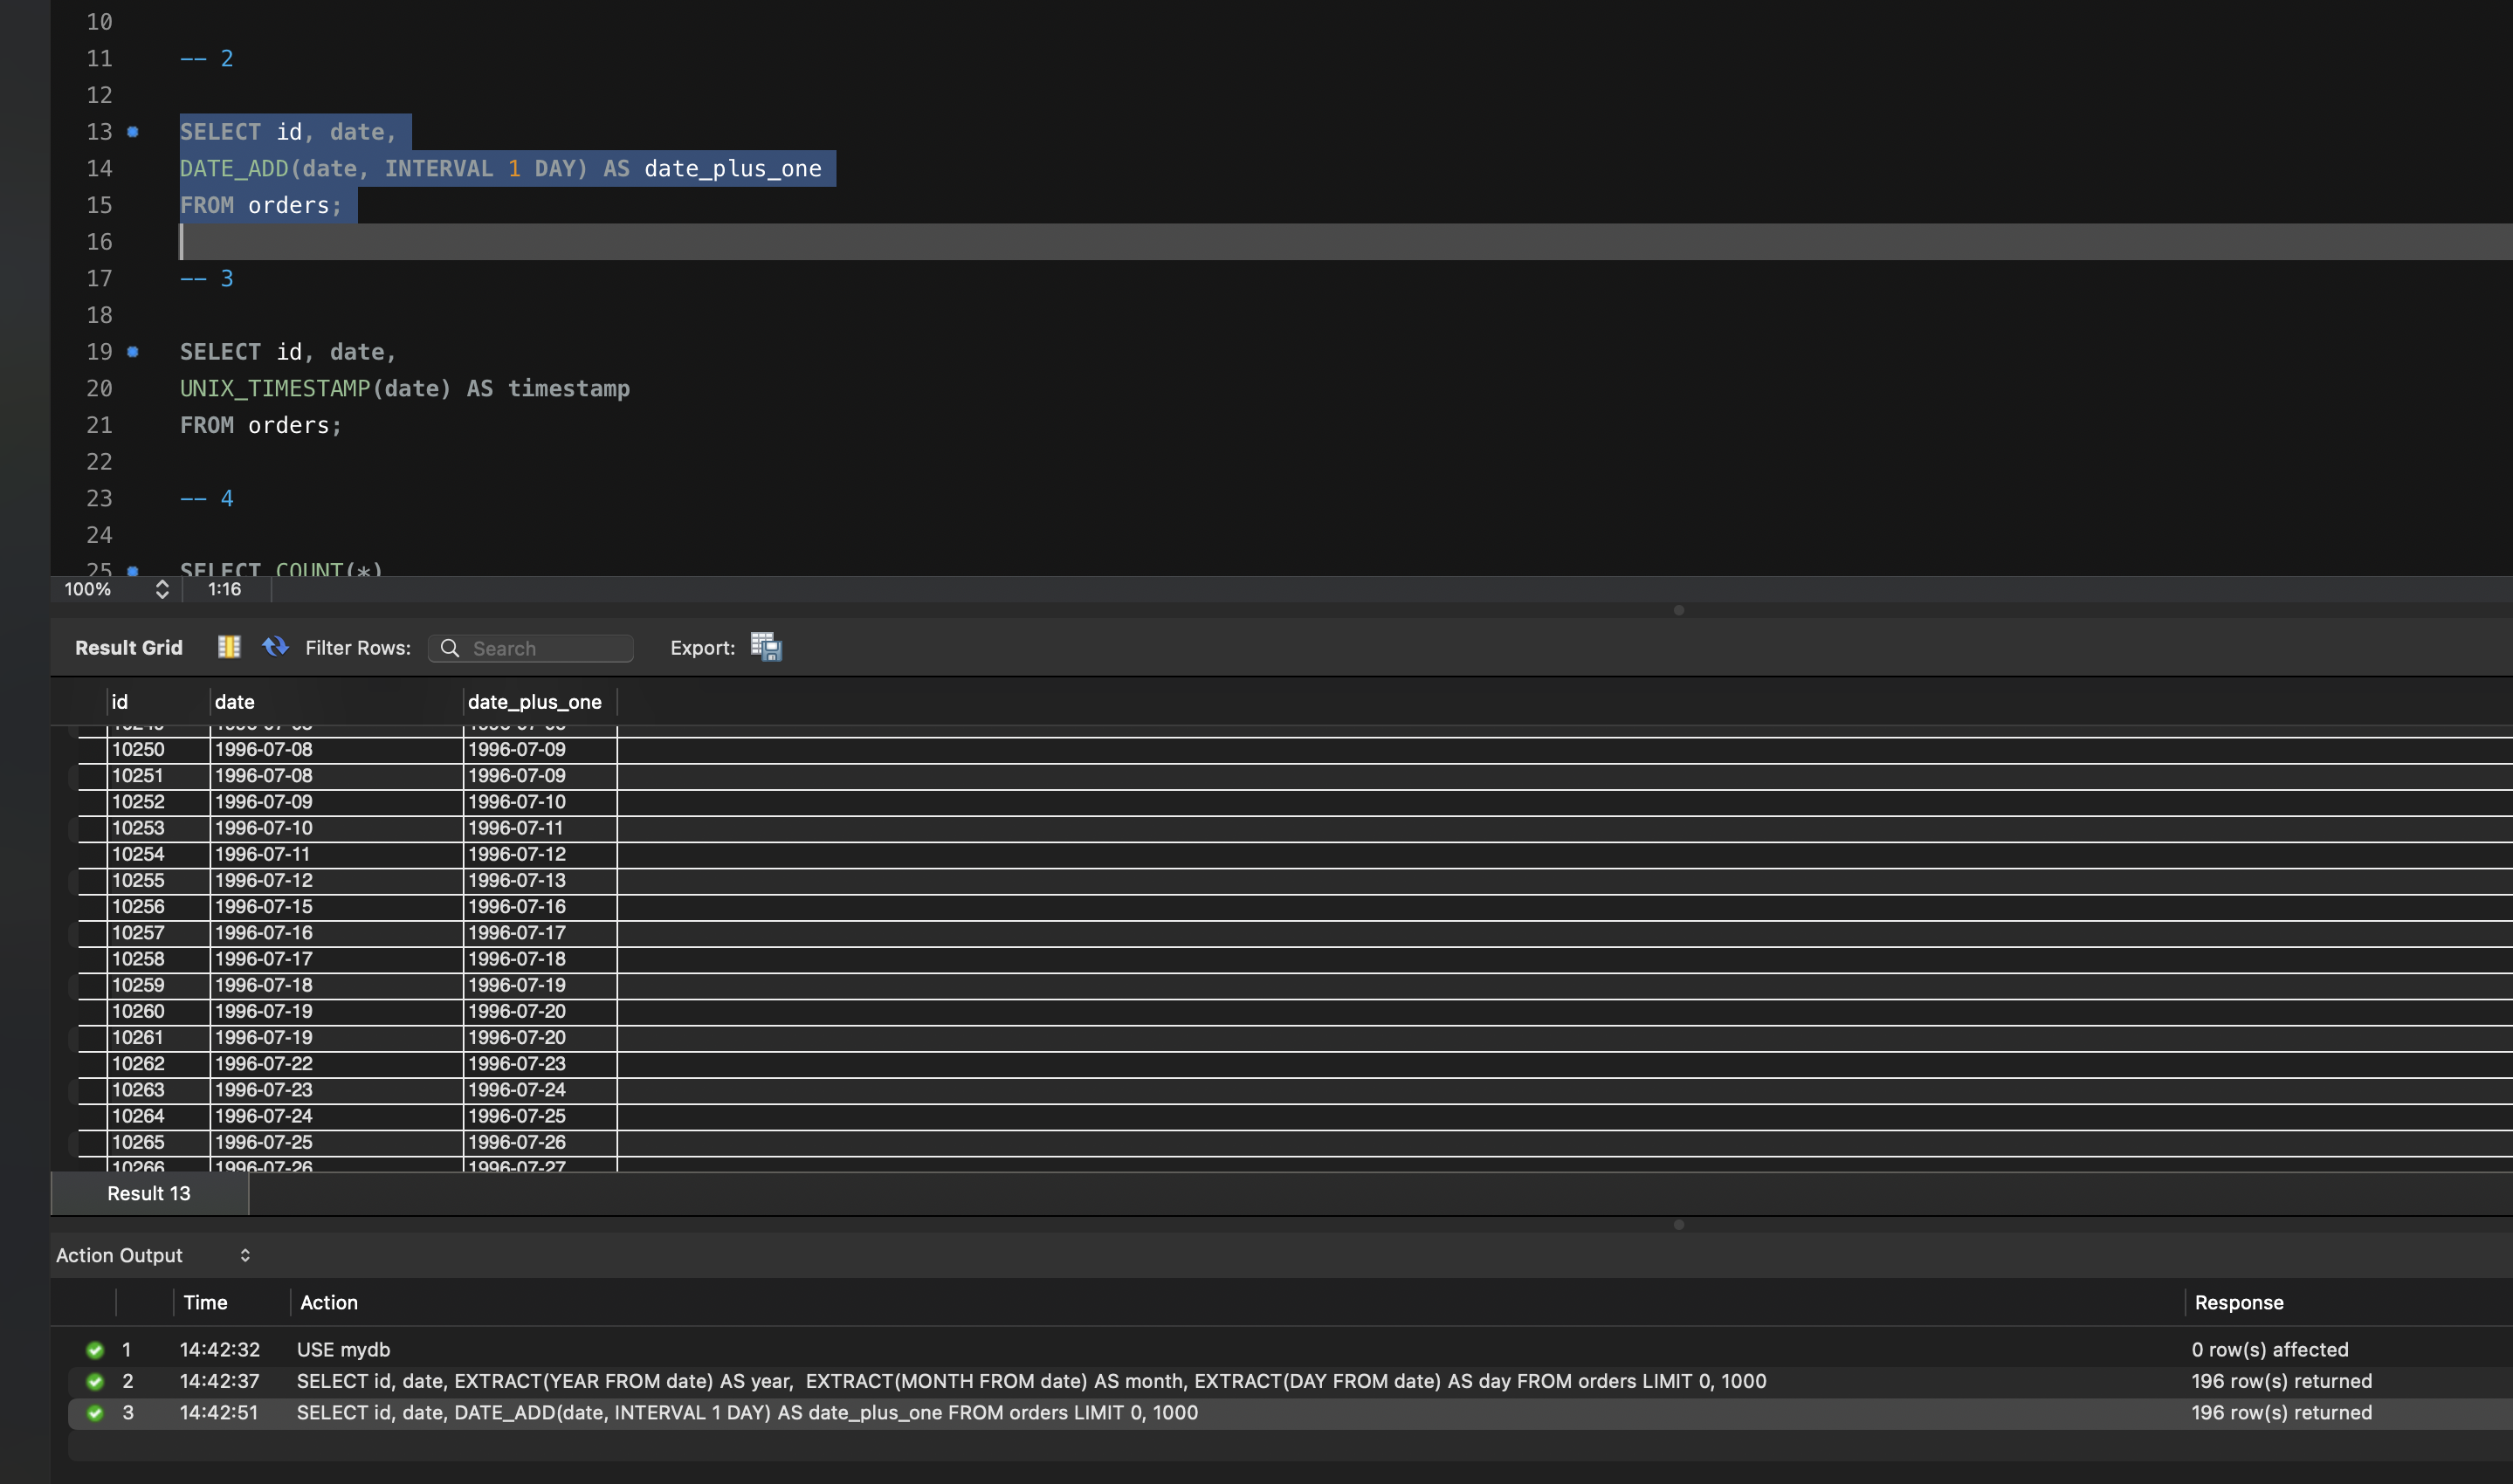 10
11 -- 2
12
13 SELECT id, date,
14 DATE_ADD(date, INTERVAL 1 DAY) AS date_plus_one
15 FROM orders;
16
17 -- 3
18
19 SELECT id, date,
20 UNIX_TIMESTAMP(date) AS timestamp
21 FROM orders;
22
23 -- 4
24
25 SELECT COUNT(*)
100% 1:16
Result Grid Filter Rows: Search Export:
id date date_plus_one
10250 1996-07-08 1996-07-09
10251 1996-07-08 1996-07-09
10252 1996-07-09 1996-07-10
10253 1996-07-10 1996-07-11
10254 1996-07-11 1996-07-12
10255 1996-07-12 1996-07-13
10256 1996-07-15 1996-07-16
10257 1996-07-16 1996-07-17
10258 1996-07-17 1996-07-18
10259 1996-07-18 1996-07-19
10260 1996-07-19 1996-07-20
10261 1996-07-19 1996-07-20
10262 1996-07-22 1996-07-23
10263 1996-07-23 1996-07-24
10264 1996-07-24 1996-07-25
10265 1996-07-25 1996-07-26
10266 1996-07-26 1996-07-27
Result 13
Action Output
Time Action Response
1 14:42:32 USE mydb 0 row(s) affected
2 14:42:37 SELECT id, date, EXTRACT(YEAR FROM date) AS year,  EXTRACT(MONTH FROM date) AS month, EXTRACT(DAY FROM date) AS day FROM orders LIMIT 0, 1000 196 row(s) returned
3 14:42:51 SELECT id, date, DATE_ADD(date, INTERVAL 1 DAY) AS date_plus_one FROM orders LIMIT 0, 1000 196 row(s) returned